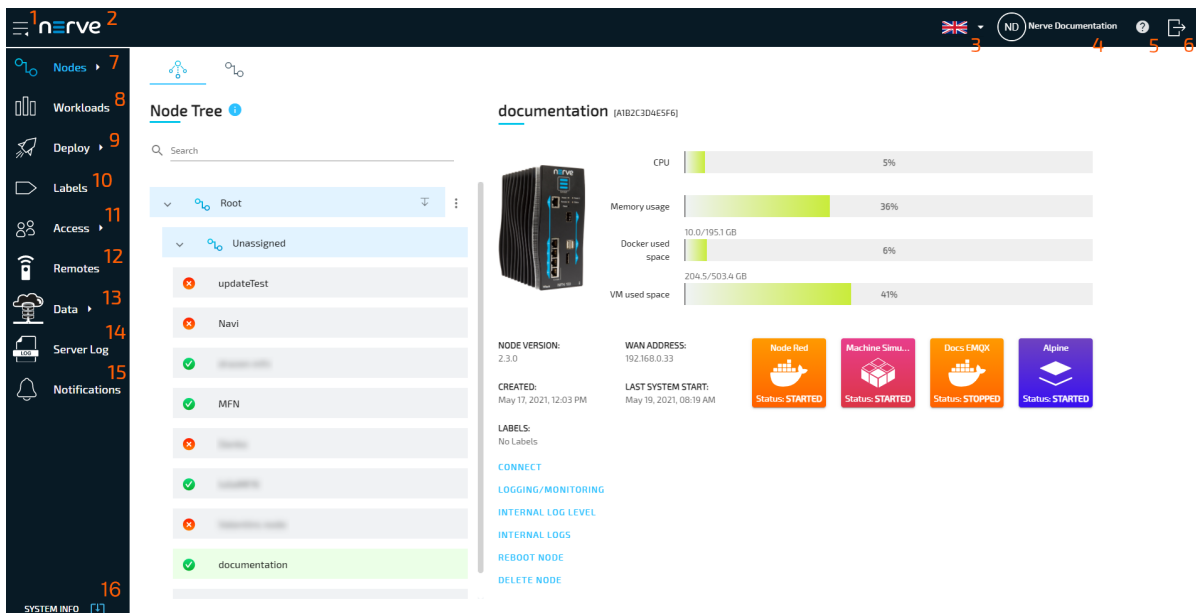 1 nerve 2
3
ND Nerve Documentation
4
5
6
Nodes 7
Workloads 8
Deploy 9
Labels 10
Access 11
Remotes 12
Data 13
LOG Server Log 14
Notifications 15
SYSTEM INFO 16
Node Tree i
Search
Root
Unassigned
updateTest
Navi
MFN
documentation
documentation [A1B2C3D4E5F6]
nerve
CPU 5%
Memory usage 36%
10.0/195.1 GB
Docker used space 6%
204.5/503.4 GB
VM used space 41%
NODE VERSION:
2.3.0
WAN ADDRESS:
192.168.0.33
CREATED:
May 17, 2021, 12:03 PM
LAST SYSTEM START:
May 19, 2021, 08:19 AM
LABELS:
No Labels
Node Red
Status: STARTED
Machine Simu...
Status: STARTED
Docs EMQX
Status: STOPPED
Alpine
Status: STARTED
CONNECT
LOGGING/MONITORING
INTERNAL LOG LEVEL
INTERNAL LOGS
REBOOT NODE
DELETE NODE